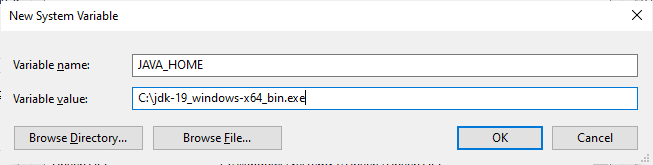 New System Variable
Variable name:
JAVA_HOME
Variable value:
C:\jdk-19_windows-x64_bin.exe
Browse Directory...
Browse File...
OK
Cancel